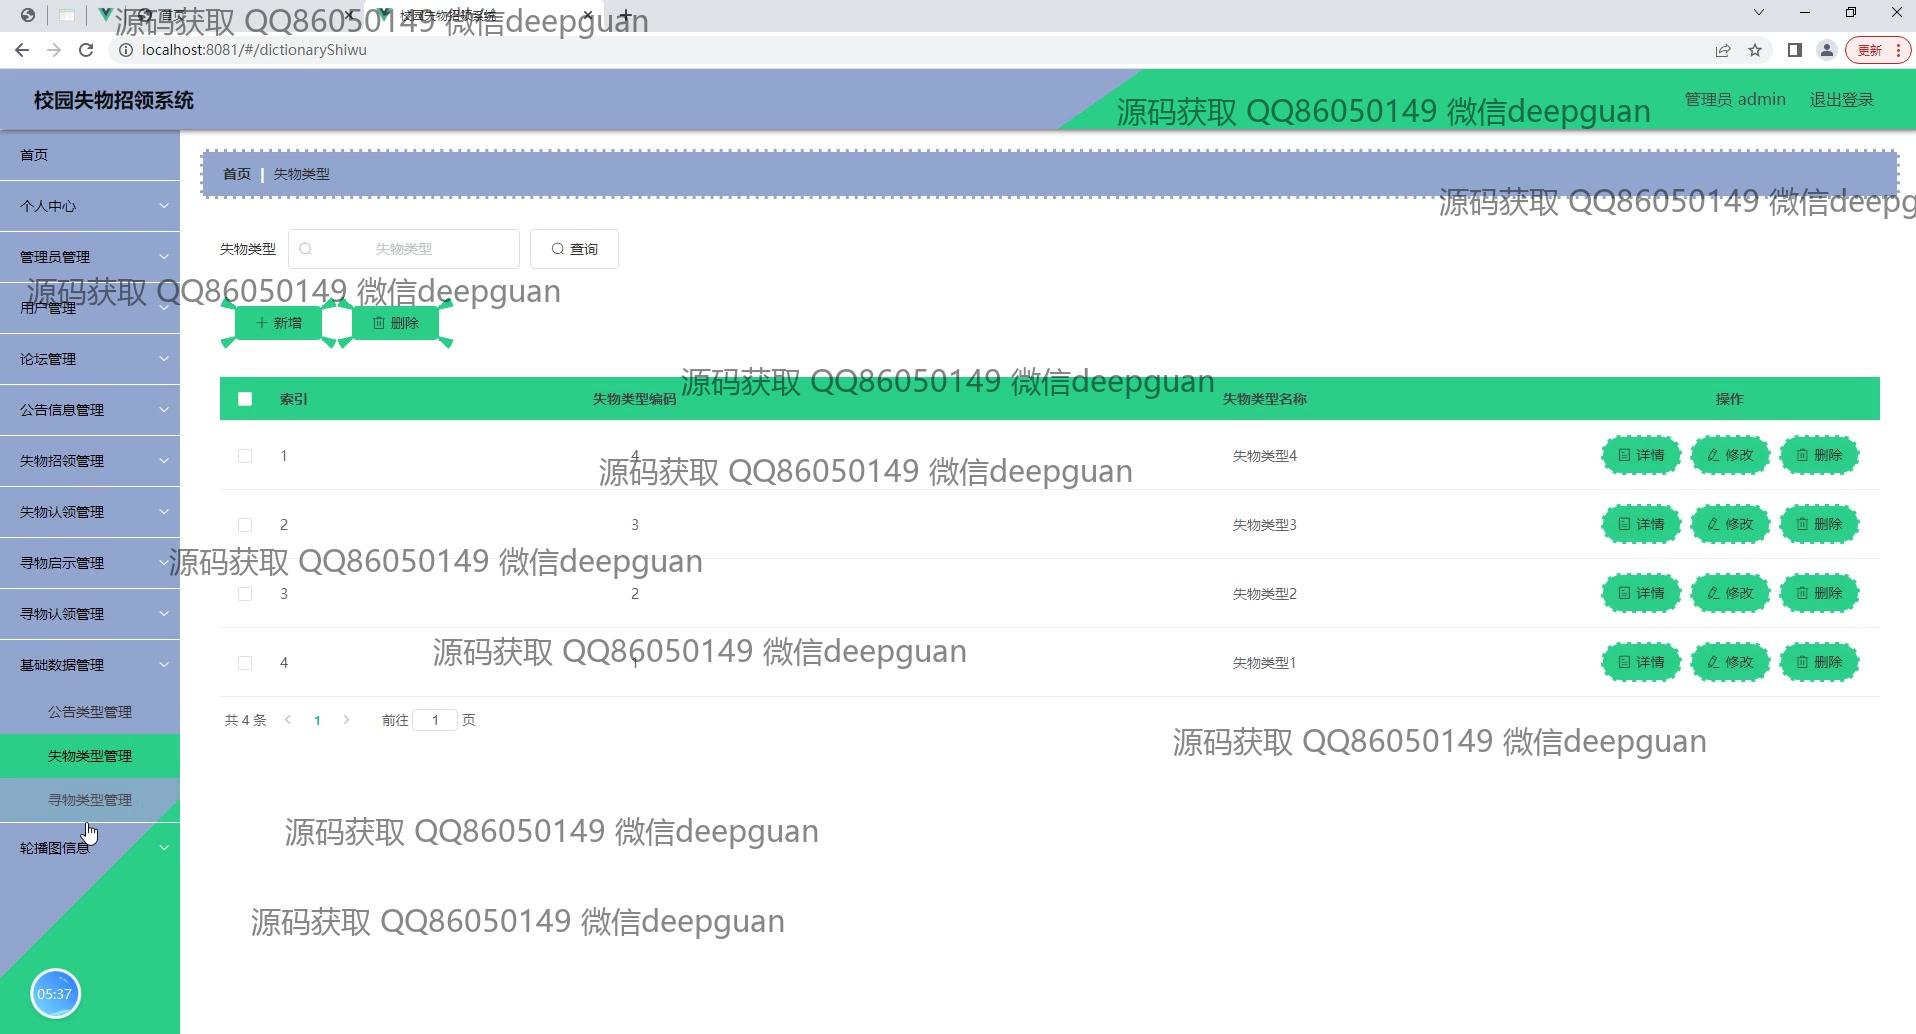 首页
校园失物招领系统
源码获取 QQ86050149 微信deepguan
localhost:8081/#/dictionaryShiwu
更新
校园失物招领系统
管理员 admin
退出登录
源码获取 QQ86050149 微信deepguan
首页
个人中心
管理员管理
用户管理
论坛管理
公告信息管理
失物招领管理
失物认领管理
寻物启示管理
寻物认领管理
基础数据管理
公告类型管理
失物类型管理
寻物类型管理
轮播图信息
05:37
首页 | 失物类型
源码获取 QQ86050149 微信deepg
失物类型 失物类型 查询
源码获取 QQ86050149 微信deepguan
新增 删除
源码获取 QQ86050149 微信deepguan
索引 失物类型编码 失物类型名称 操作
1 4 失物类型4 详情 修改 删除
源码获取 QQ86050149 微信deepguan
2 3 失物类型3 详情 修改 删除
源码获取 QQ86050149 微信deepguan
3 2 失物类型2 详情 修改 删除
源码获取 QQ86050149 微信deepguan
4 1 失物类型1 详情 修改 删除
共 4 条 1 前往 1 页
源码获取 QQ86050149 微信deepguan
源码获取 QQ86050149 微信deepguan
源码获取 QQ86050149 微信deepguan